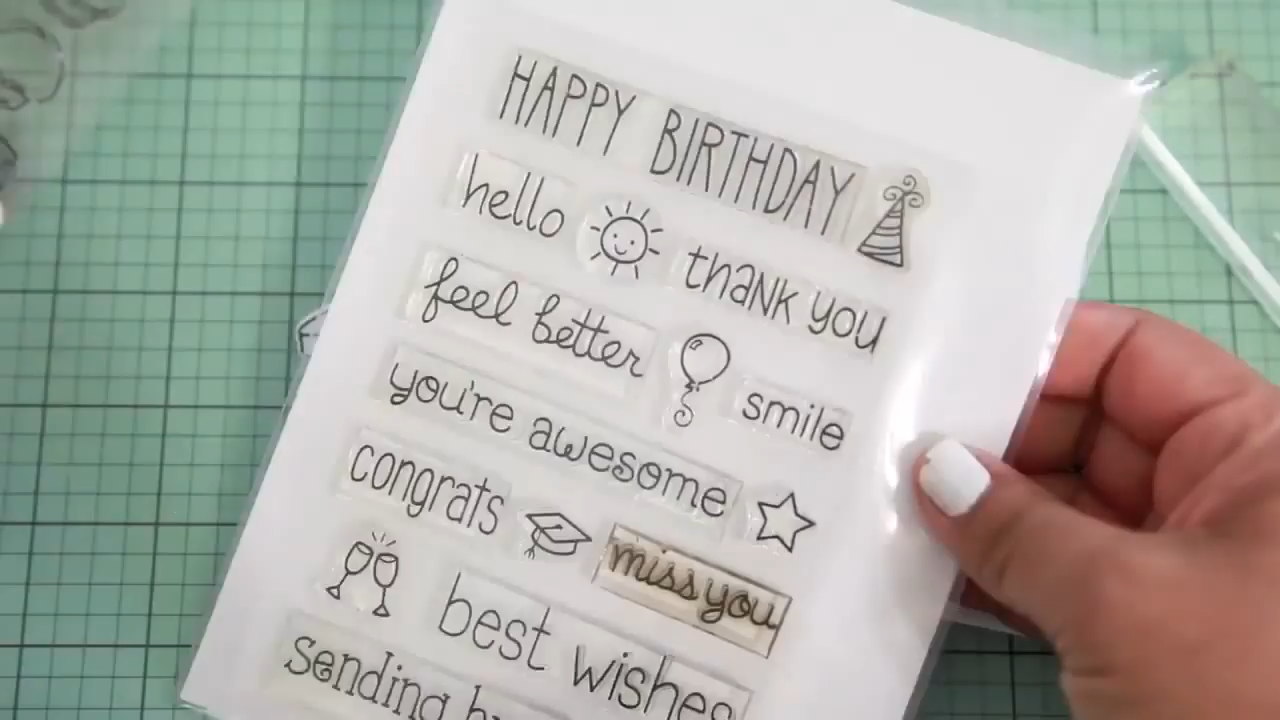 HAPPY BIRTHDAY
hello
thank you
feel better
smile
you're awesome
congrats
miss you
best wishes
sending